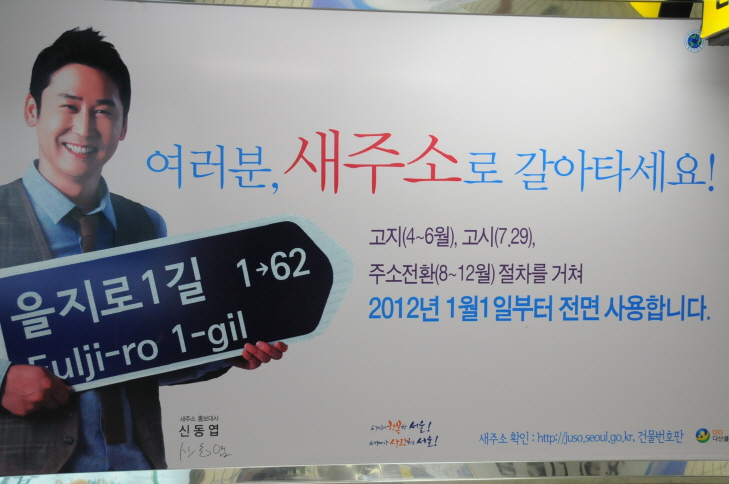 여러분, 새주소로 갈아타세요!
고지(4~6월), 고시(7.29),
주소전환(8~12월) 절차를 거쳐
2012년 1월1일부터 전면 사용합니다.
을지로1길 1→62
Eulji-ro 1-gil
새주소 홍보대사
신동엽
서울!
서울!
새주소 확인 : http://juso.seoul.go.kr, 건물번호판